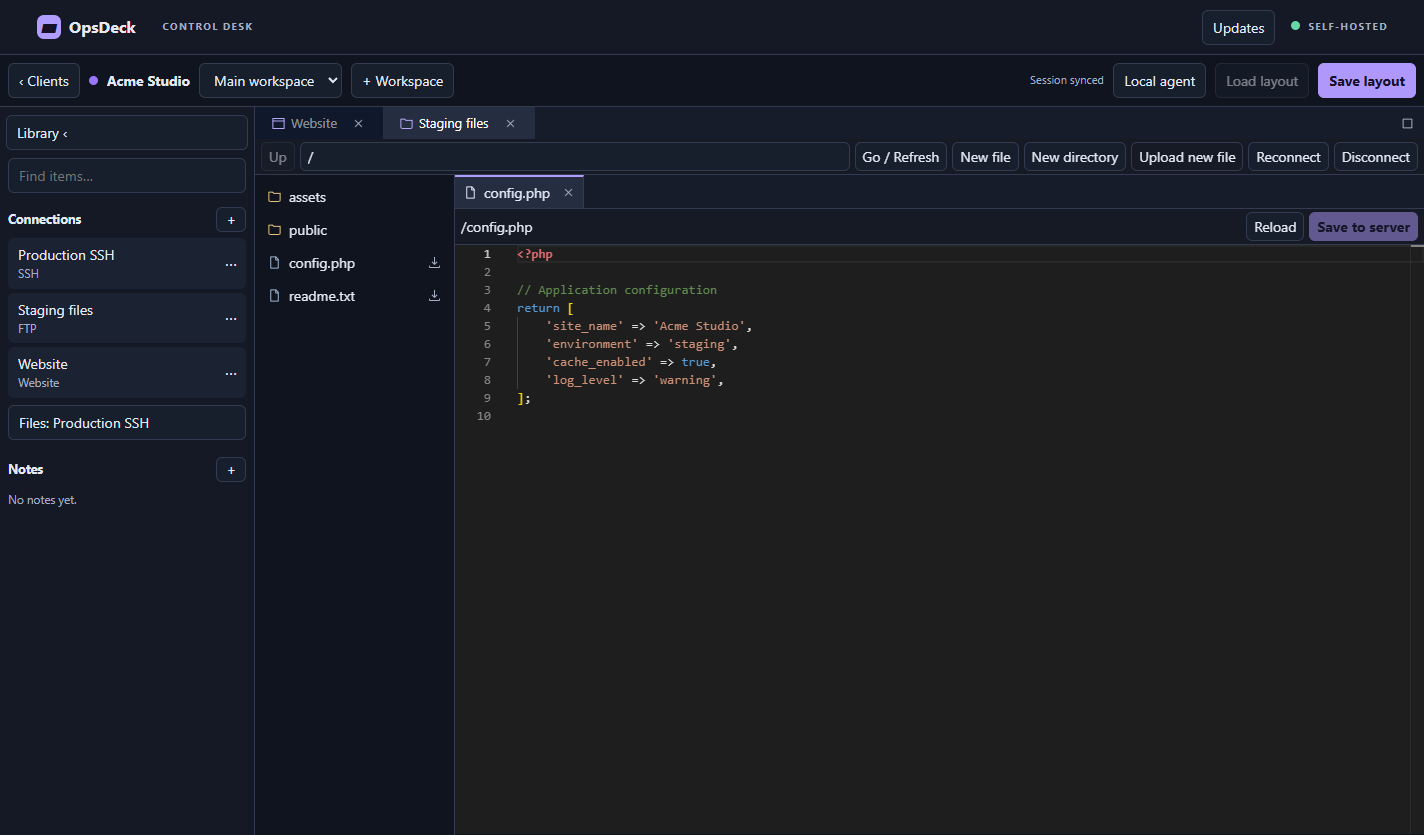 OpsDeck CONTROL DESK Updates SELF-HOSTED
‹ Clients Acme Studio Main workspace + Workspace Session synced Local agent Load layout Save layout
Library ‹
Find items...
Connections +
Production SSH ...
SSH
Staging files ...
FTP
Website ...
Website
Files: Production SSH
Notes +
No notes yet.
Website × Staging files ×
Up / Go / Refresh New file New directory Upload new file Reconnect Disconnect
assets
public
config.php
readme.txt
config.php ×
/config.php Reload Save to server
1 <?php
2
3 // Application configuration
4 return [
5 'site_name' => 'Acme Studio',
6 'environment' => 'staging',
7 'cache_enabled' => true,
8 'log_level' => 'warning',
9 ];
10